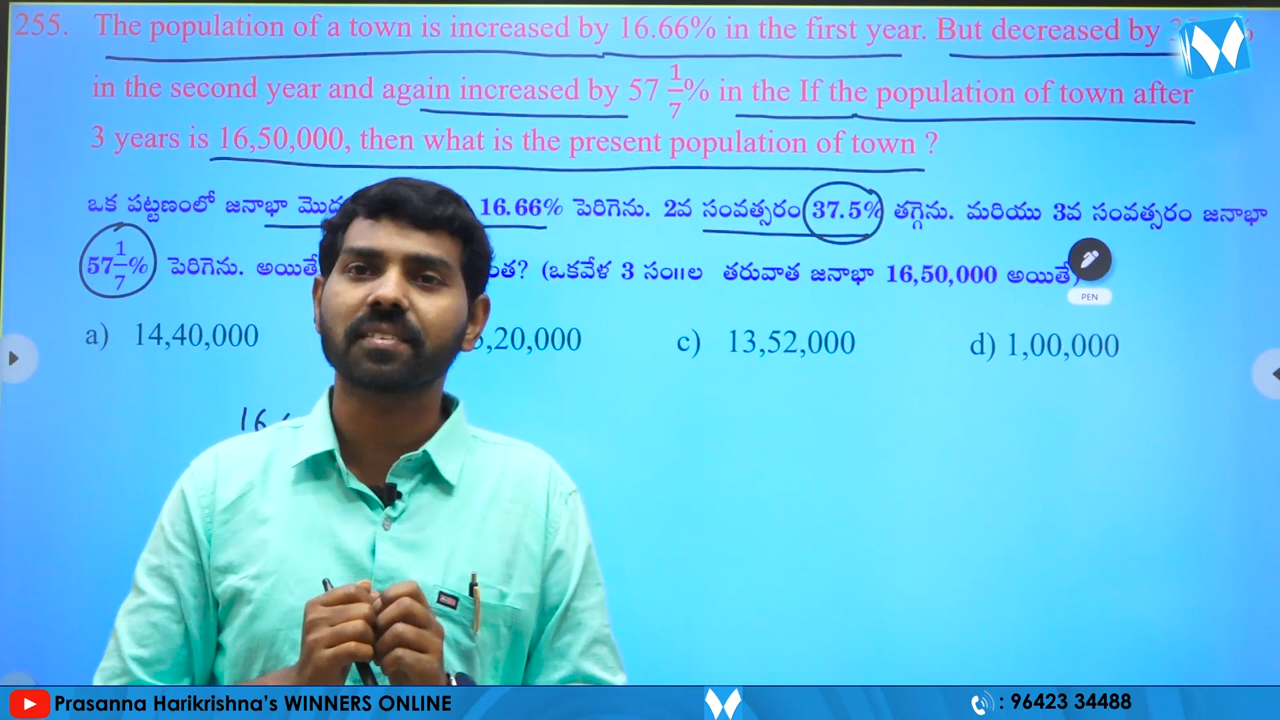 255. The population of a town is increased by 16.66% in the first year. But decreased by
in the second year and again increased by 57 1/7% in the If the population of town after
3 years is 16,50,000, then what is the present population of town ?
ఒక పట్టణంలో జనాభా 16.66% పెరిగెను. 2వ సంవత్సరం 37.5% తగ్గెను. మరియు 3వ సంవత్సరం జనాభా
57 1/7% పెరిగెను. అయితే (ఒకవేళ 3 సం॥ల తరువాత జనాభా 16,50,000 అయితే)
PEN
a) 14,40,000 ,20,000 c) 13,52,000 d) 1,00,000
16
Prasanna Harikrishna's WINNERS ONLINE : 96423 34488